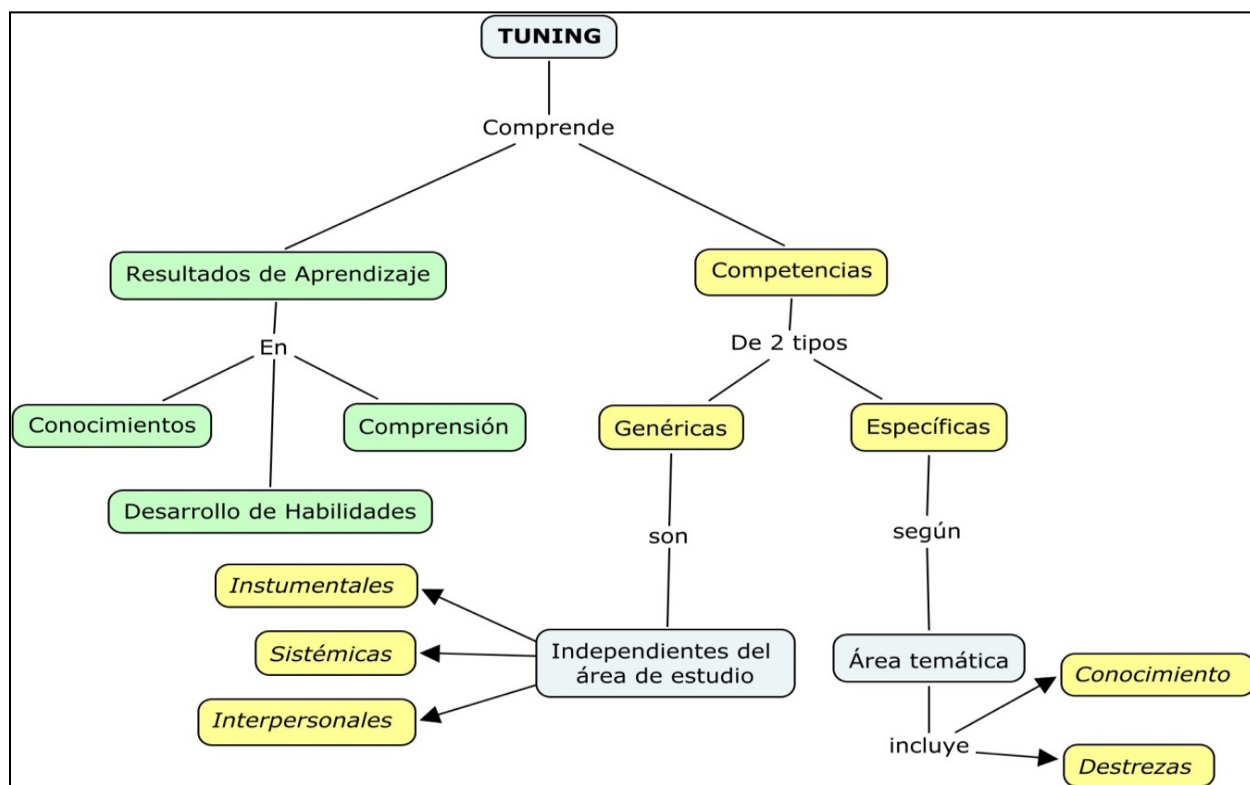 TUNING
Comprende
Resultados de Aprendizaje
Competencias
En
De 2 tipos
Conocimientos
Comprensión
Genéricas
Específicas
Desarrollo de Habilidades
son
según
Instumentales
Sistémicas
Interpersonales
Independientes del
área de estudio
Área temática
Conocimiento
incluye
Destrezas